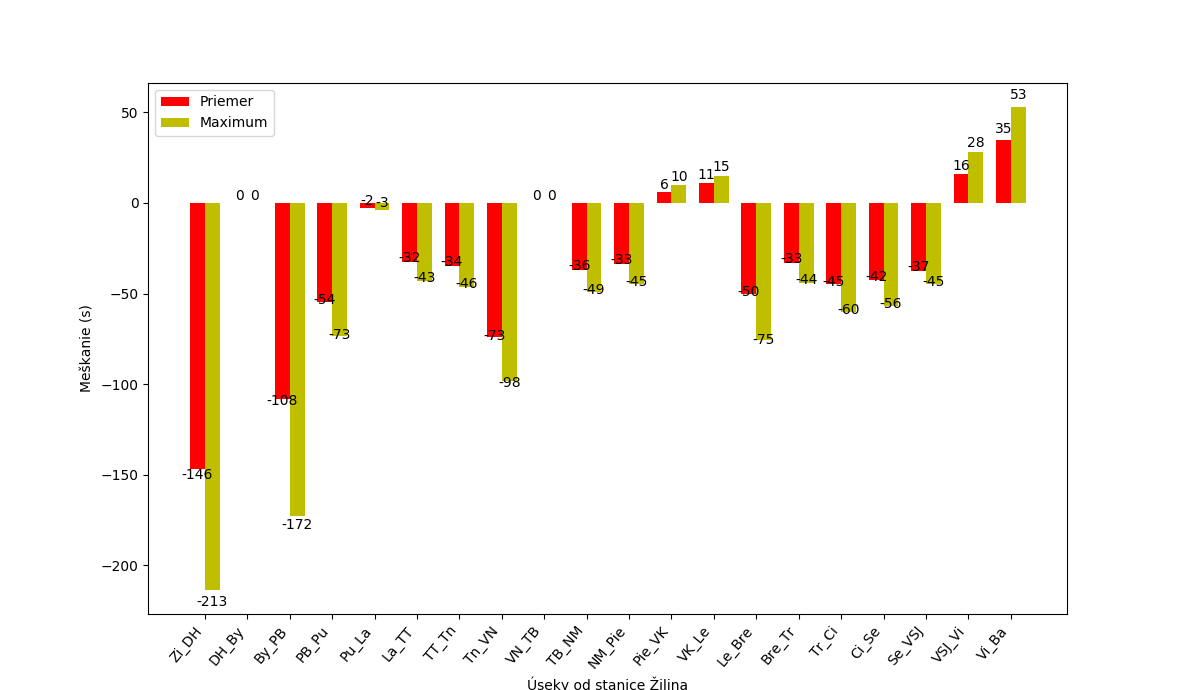 Priemer
Maximum
50
0
−50
−100
−150
−200
Meškanie (s)
-146 0 -108 -54 -2 -32 -34 -73 0 -36 -33 6 11 -50 -33 -45 -42 -37 16 35
-213 0 -172 -73 -3 -43 -46 -98 0 -49 -45 10 15 -75 -44 -60 -56 -45 28 53
Zi_DH DH_By By_PB PB_Pu Pu_La La_TT TT_Tn Tn_VN VN_TB TB_NM NM_Pie Pie_VK VK_Le Le_Bre Bre_Tr Tr_Ci Ci_Se Se_VSJ VSJ_Vi Vi_Ba
Úseky od stanice Žilina